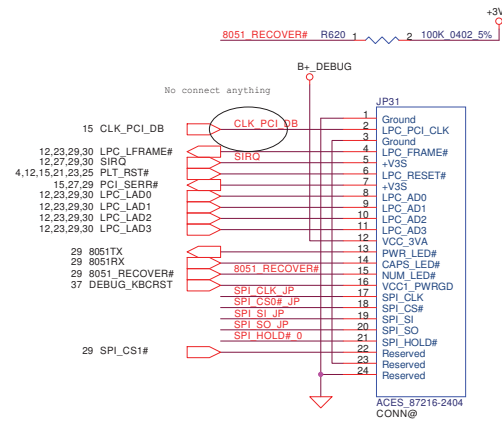 +3V
8051_RECOVER# R620 1 2 100K_0402_5%
B+_DEBUG
No connect anything
JP31
15 CLK_PCI_DB CLK_PCI_DB
12,23,29,30 LPC_LFRAME#
12,27,29,30 SIRQ SIRQ
4,12,15,21,23,25 PLT_RST#
15,27,29 PCI_SERR#
12,23,29,30 LPC_LAD0
12,23,29,30 LPC_LAD1
12,23,29,30 LPC_LAD2
12,23,29,30 LPC_LAD3
29 8051TX
29 8051RX
29 8051_RECOVER# 8051_RECOVER#
37 DEBUG_KBCRST
SPI_CLK_JP
SPI_CS0#_JP
SPI_SI_JP
SPI_SO_JP
SPI_HOLD#_0
29 SPI_CS1#
1 Ground
2 LPC_PCI_CLK
3 Ground
4 LPC_FRAME#
5 +V3S
6 LPC_RESET#
7 +V3S
8 LPC_AD0
9 LPC_AD1
10 LPC_AD2
11 LPC_AD3
12 VCC_3VA
13 PWR_LED#
14 CAPS_LED#
15 NUM_LED#
16 VCC1_PWRGD
17 SPI_CLK
18 SPI_CS#
19 SPI_SI
20 SPI_SO
21 SPI_HOLD#
22 Reserved
23 Reserved
24 Reserved
ACES_87216-2404
CONN@